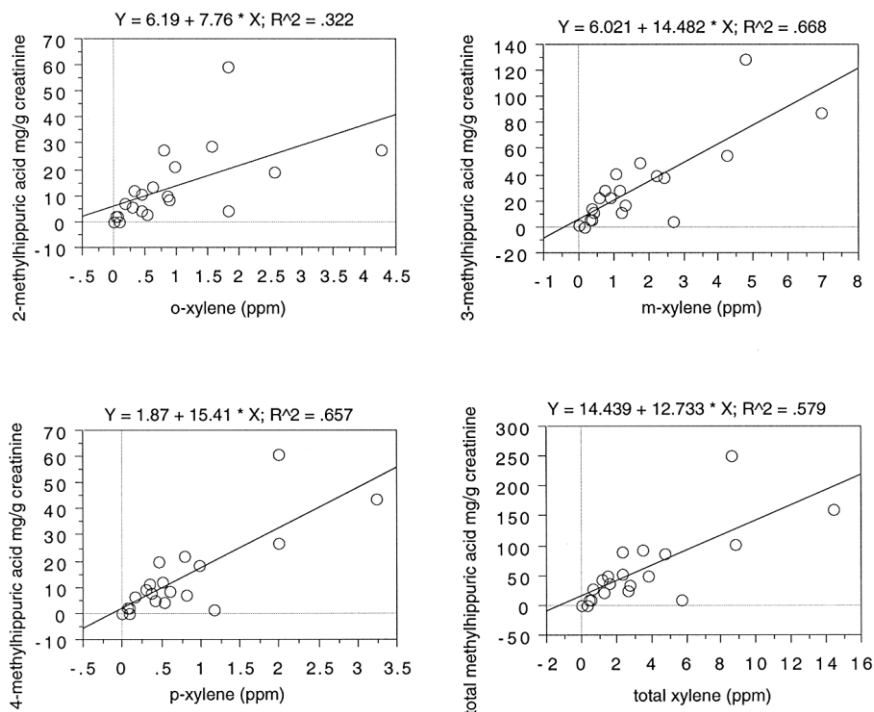 Y = 6.19 + 7.76 * X; R^2 = .322
2-methylhippuric acid mg/g creatinine
70
60
50
40
30
20
10
0
-10
-.5 0 .5 1 1.5 2 2.5 3 3.5 4 4.5
o-xylene (ppm)
Y = 6.021 + 14.482 * X; R^2 = .668
3-methylhippuric acid mg/g creatinine
140
120
100
80
60
40
20
0
-20
-1 0 1 2 3 4 5 6 7 8
m-xylene (ppm)
Y = 1.87 + 15.41 * X; R^2 = .657
4-methylhippuric acid mg/g creatinine
70
60
50
40
30
20
10
0
-10
-.5 0 .5 1 1.5 2 2.5 3 3.5
p-xylene (ppm)
Y = 14.439 + 12.733 * X; R^2 = .579
total methylhippuric acid mg/g creatinine
300
250
200
150
100
50
0
-50
-2 0 2 4 6 8 10 12 14 16
total xylene (ppm)